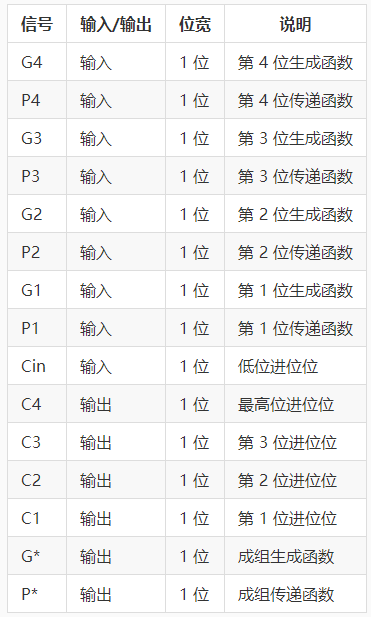 信号 输入/输出 位宽 说明
G4 输入 1 位 第 4 位生成函数
P4 输入 1 位 第 4 位传递函数
G3 输入 1 位 第 3 位生成函数
P3 输入 1 位 第 3 位传递函数
G2 输入 1 位 第 2 位生成函数
P2 输入 1 位 第 2 位传递函数
G1 输入 1 位 第 1 位生成函数
P1 输入 1 位 第 1 位传递函数
Cin 输入 1 位 低位进位位
C4 输出 1 位 最高位进位位
C3 输出 1 位 第 3 位进位位
C2 输出 1 位 第 2 位进位位
C1 输出 1 位 第 1 位进位位
G* 输出 1 位 成组生成函数
P* 输出 1 位 成组传递函数